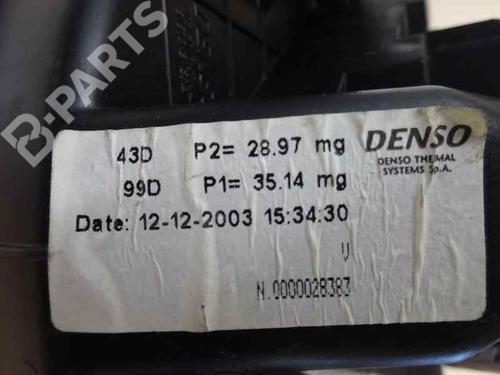 B-PARTS
43D P2= 28.97 mg
DENSO
DENSO THERMAL
SYSTEMS S.p.A.
99D P1= 35.14 mg
Date: 12-12-2003 15:34:30
V
N.0000028383